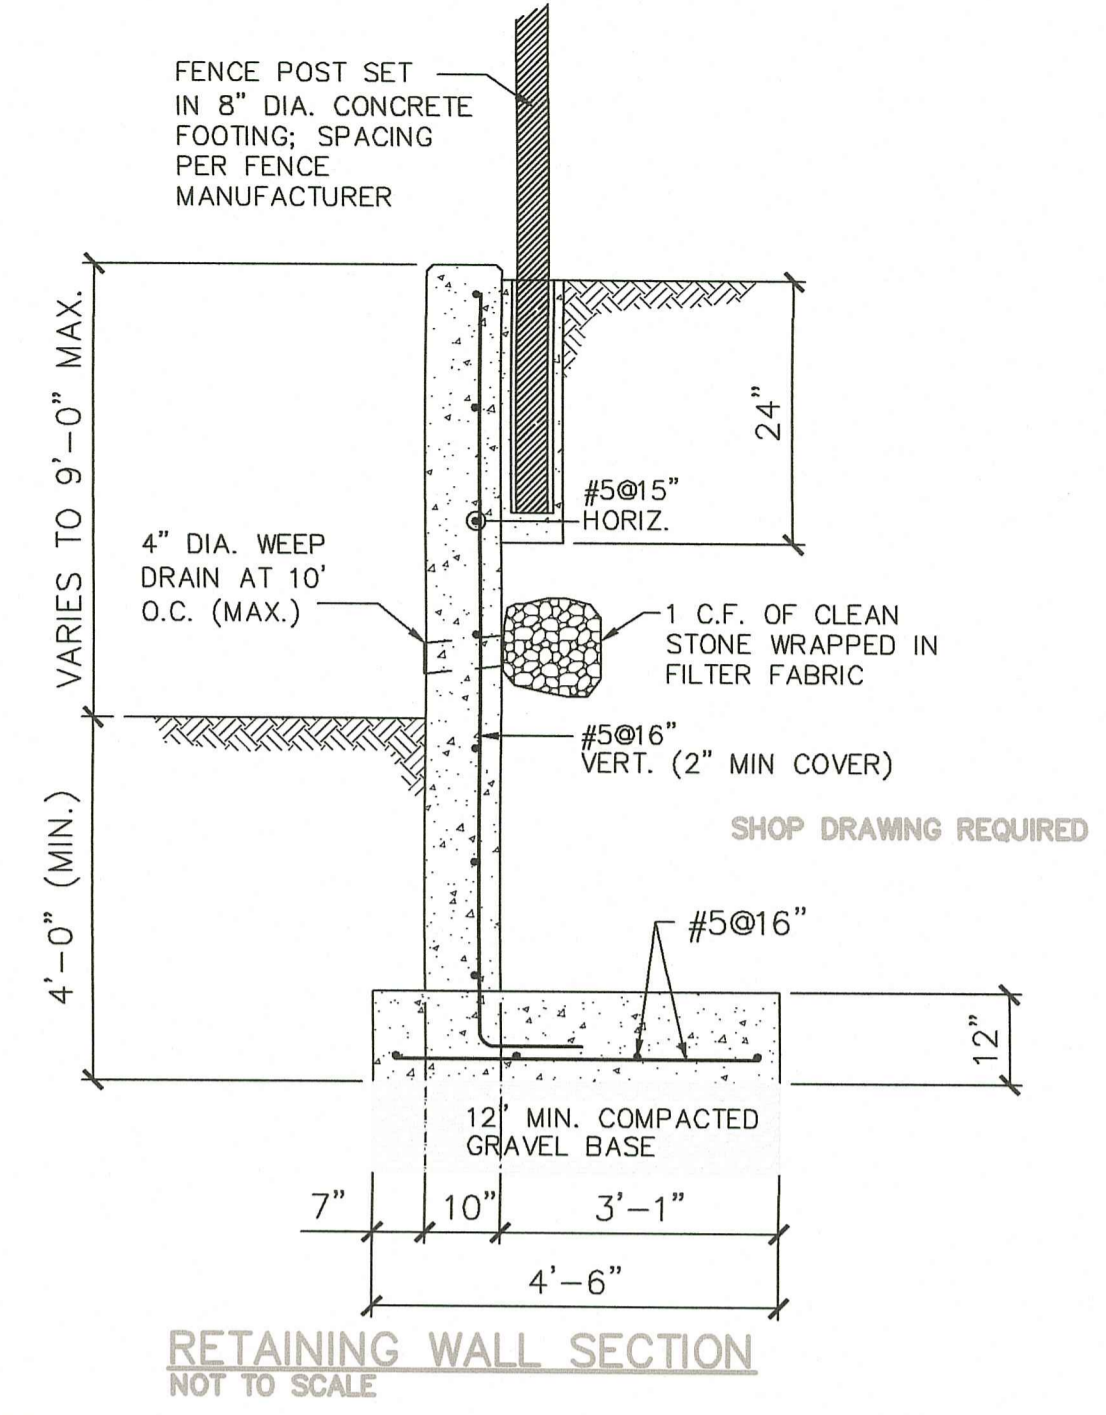 FENCE POST SET
IN 8" DIA. CONCRETE
FOOTING; SPACING
PER FENCE
MANUFACTURER
VARIES TO 9'-0" MAX.
24"
#5@15"
HORIZ.
4" DIA. WEEP
DRAIN AT 10'
O.C. (MAX.)
1 C.F. OF CLEAN
STONE WRAPPED IN
FILTER FABRIC
#5@16"
VERT. (2" MIN COVER)
SHOP DRAWING REQUIRED
4'-0" (MIN.)
#5@16"
12"
12" MIN. COMPACTED
GRAVEL BASE
7"
10"
3'-1"
4'-6"
RETAINING WALL SECTION
NOT TO SCALE